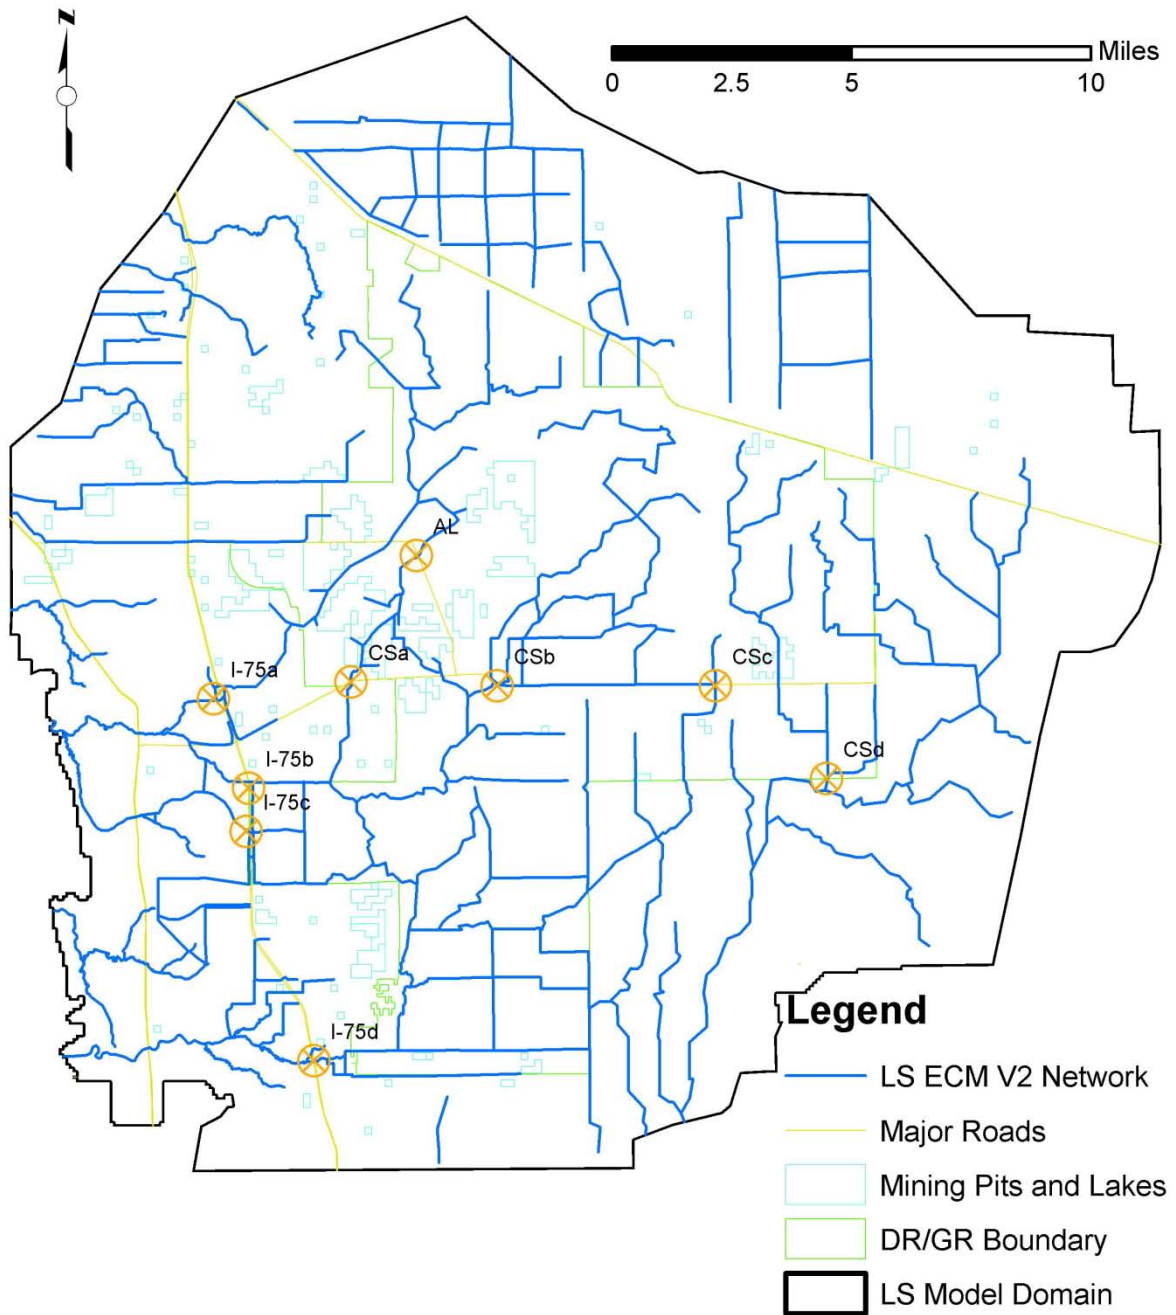 N
Miles
0 2.5 5 10
AL
CSa
CSb
CSc
I-75a
I-75b
CSd
I-75c
I-75d
Legend
LS ECM V2 Network
Major Roads
Mining Pits and Lakes
DR/GR Boundary
LS Model Domain